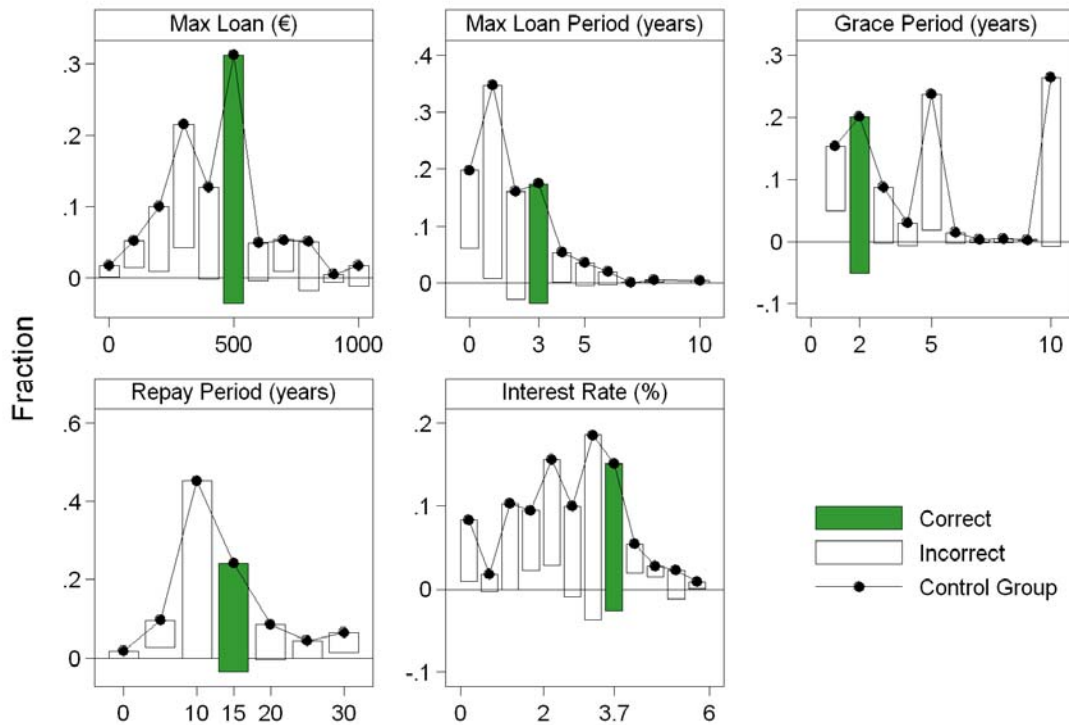 Max Loan (€)
Max Loan Period (years)
Grace Period (years)
.3
.2
.1
0
0 500 1000
.4
.3
.2
.1
0
0 3 5 10
.3
.2
.1
0
-.1
0 2 5 10
Fraction
Repay Period (years)
Interest Rate (%)
.6
.4
.2
0
0 10 15 20 30
.2
.1
0
-.1
0 2 3.7 6
Correct
Incorrect
Control Group